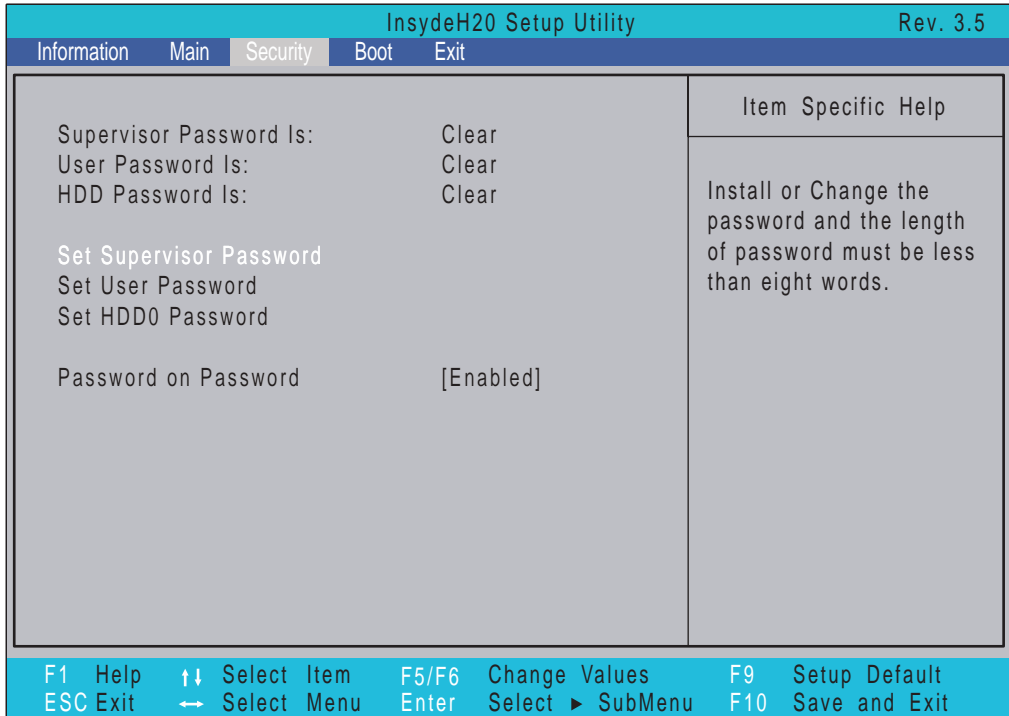 InsydeH20 Setup Utility Rev. 3.5
Information Main Security Boot Exit
Supervisor Password Is: Clear
User Password Is: Clear
HDD Password Is: Clear
Set Supervisor Password
Set User Password
Set HDD0 Password
Password on Password [Enabled]
Item Specific Help
Install or Change the
password and the length
of password must be less
than eight words.
F1 Help ↑↓ Select Item F5/F6 Change Values F9 Setup Default
ESC Exit ↔ Select Menu Enter Select ► SubMenu F10 Save and Exit